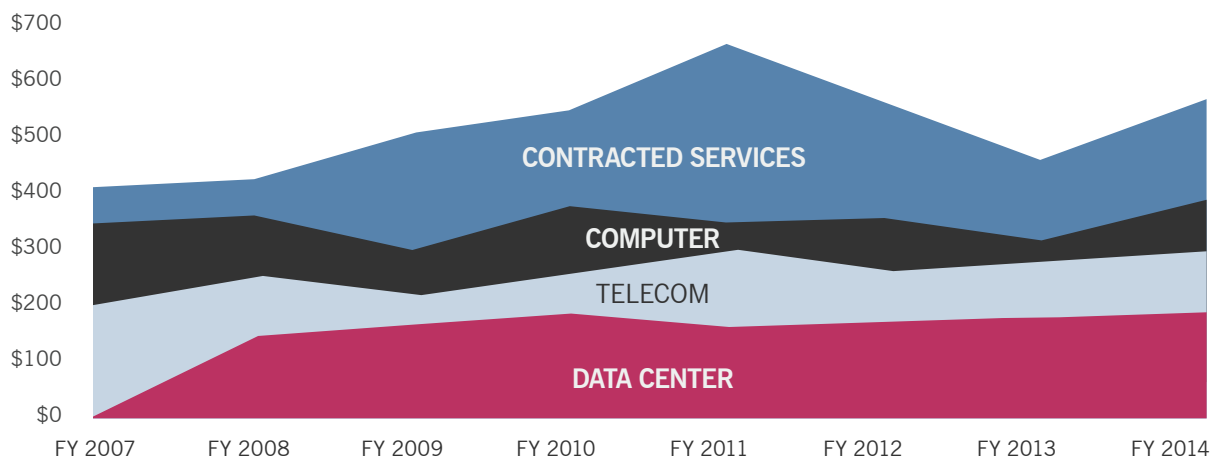 $700
$600
$500
$400
$300
$200
$100
$0
CONTRACTED SERVICES
COMPUTER
TELECOM
DATA CENTER
FY 2007 FY 2008 FY 2009 FY 2010 FY 2011 FY 2012 FY 2013 FY 2014